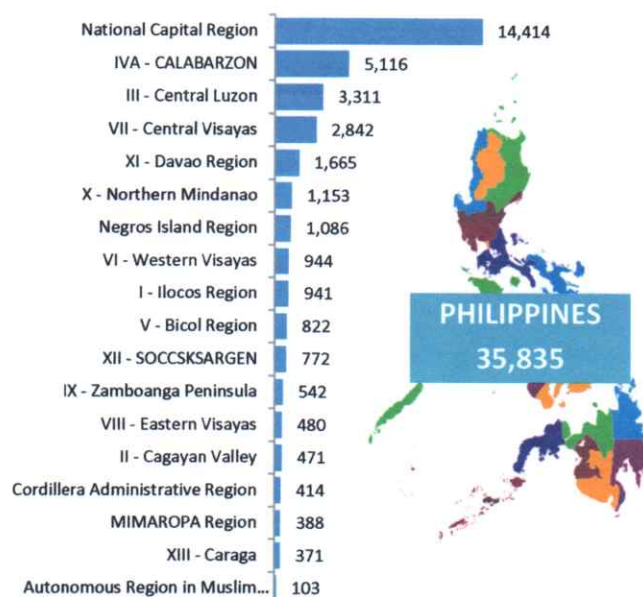 National Capital Region 14,414
IVA - CALABARZON 5,116
III - Central Luzon 3,311
VII - Central Visayas 2,842
XI - Davao Region 1,665
X - Northern Mindanao 1,153
Negros Island Region 1,086
VI - Western Visayas 944
I - Ilocos Region 941
V - Bicol Region 822
XII - SOCCSKSARGEN 772
IX - Zamboanga Peninsula 542
VIII - Eastern Visayas 480
II - Cagayan Valley 471
Cordillera Administrative Region 414
MIMAROPA Region 388
XIII - Caraga 371
Autonomous Region in Muslim... 103
PHILIPPINES
35,835